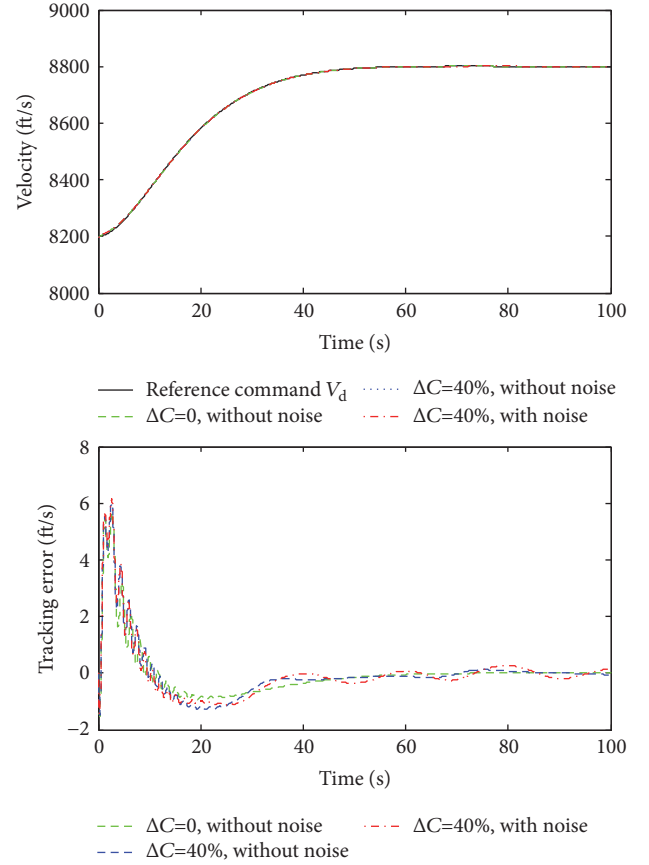 9000
8800
8600
8400
8200
8000
Velocity (ft/s)
0 20 40 60 80 100
Time (s)
Reference command Vd
ΔC=0, without noise
ΔC=40%, without noise
ΔC=40%, with noise
8
6
4
2
0
−2
Tracking error (ft/s)
0 20 40 60 80 100
Time (s)
ΔC=0, without noise
ΔC=40%, without noise
ΔC=40%, with noise